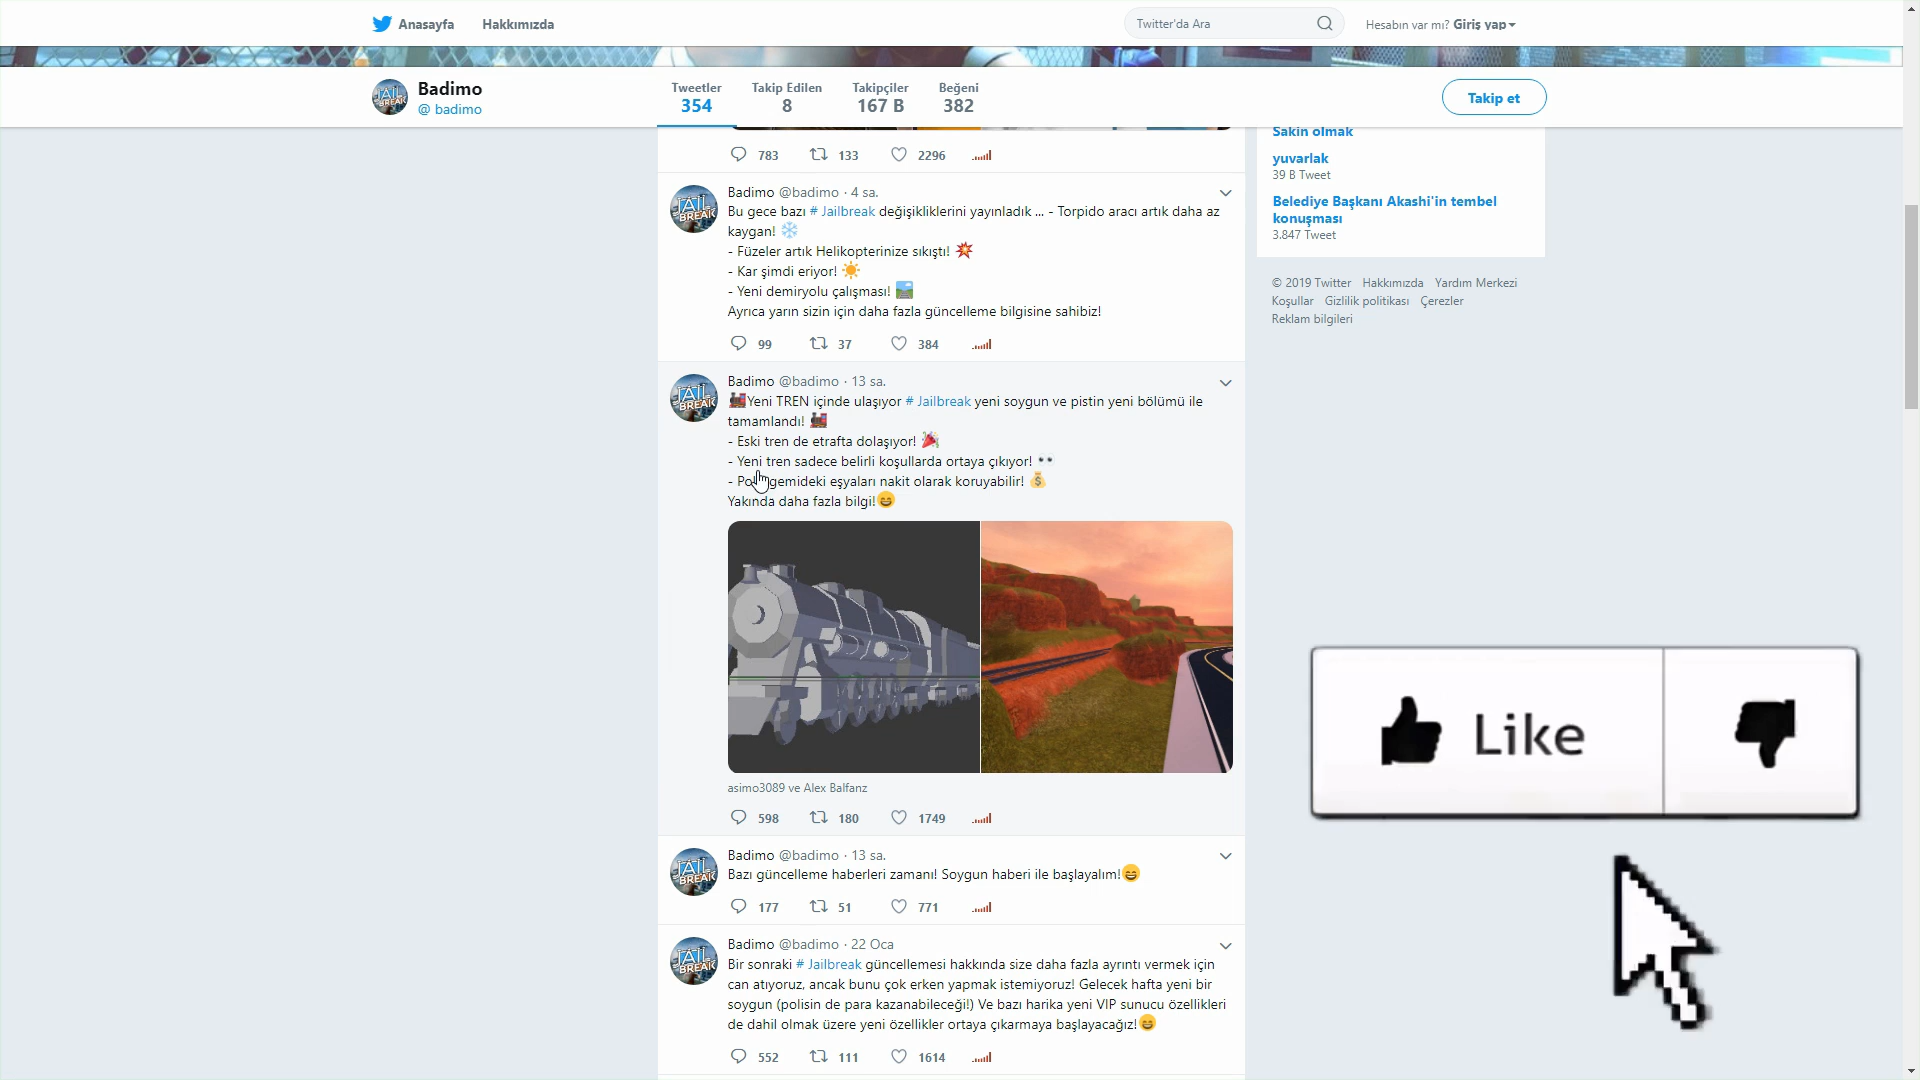 Anasayfa
Hakkımızda
Twitter'da Ara
Hesabın var mı? Giriş yap
Badimo
@ badimo
Tweetler
354
Takip Edilen
8
Takipçiler
167 B
Beğeni
382
Takip et
783
133
2296
Badimo @badimo · 4 sa.
Bu gece bazı # Jailbreak değişikliklerini yayınladık ... - Torpido aracı artık daha az
kaygan! ❄️
- Füzeler artık Helikopterinize sıkıştı! 💥
- Kar şimdi eriyor! ☀️
- Yeni demiryolu çalışması! 🛤️
Ayrıca yarın sizin için daha fazla güncelleme bilgisine sahibiz!
99
37
384
Badimo @badimo · 13 sa.
🚂Yeni TREN içinde ulaşıyor # Jailbreak yeni soygun ve pistin yeni bölümü ile
tamamlandı! 🚂
- Eski tren de etrafta dolaşıyor! 🎉
- Yeni tren sadece belirli koşullarda ortaya çıkıyor! 👀
- gemideki eşyaları nakit olarak koruyabilir! 💰
Yakında daha fazla bilgi!😄
asimo3089 ve Alex Balfanz
598
180
1749
Badimo @badimo · 13 sa.
Bazı güncelleme haberleri zamanı! Soygun haberi ile başlayalım!😄
177
51
771
Badimo @badimo · 22 Oca
Bir sonraki # Jailbreak güncellemesi hakkında size daha fazla ayrıntı vermek için
can atıyoruz, ancak bunu çok erken yapmak istemiyoruz! Gelecek hafta yeni bir
soygun (polisin de para kazanabileceği!) Ve bazı harika yeni VIP sunucu özellikleri
de dahil olmak üzere yeni özellikler ortaya çıkarmaya başlayacağız!😄
552
111
1614
Sakin olmak
yuvarlak
39 B Tweet
Belediye Başkanı Akashi'in tembel
konuşması
3.847 Tweet
© 2019 Twitter Hakkımızda Yardım Merkezi
Koşullar Gizlilik politikası Çerezler
Reklam bilgileri
Like
JAIL
BREAK
JAIL
BREAK
JAIL
BREAK
JAIL
BREAK
JAIL
BREAK